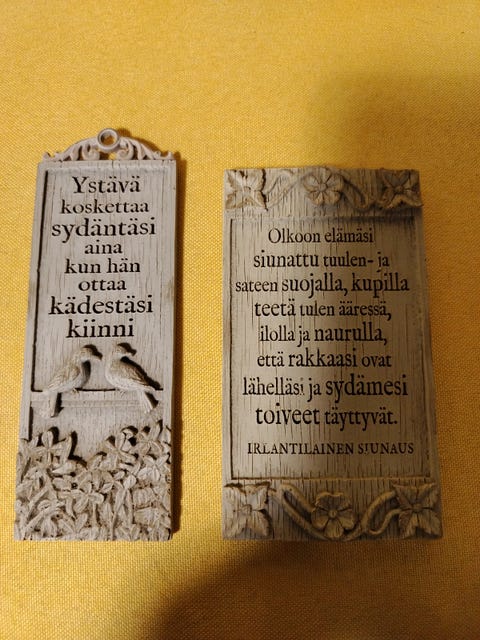 Ystävä
koskettaa
sydäntäsi
aina
kun hän
ottaa
kädestäsi
kiinni
Olkoon elämäsi
siunattu tuulen- ja
sateen suojalla, kupilla
teetä tulen ääressä,
ilolla ja naurulla,
että rakkaasi ovat
lähelläsi ja sydämesi
toiveet täyttyvät.
IRLANTILAINEN SIUNAUS